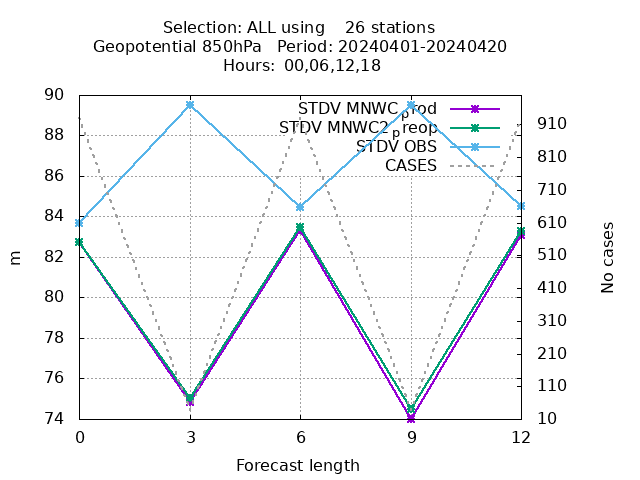 Selection: ALL using    26 stations
Geopotential 850hPa   Period: 20240401-20240420
Hours: 00,06,12,18
STDV MNWC_prod
STDV MNWC2_preop
STDV OBS
CASES
90
88
86
84
82
80
78
76
74
910
810
710
610
510
410
310
210
110
10
m
No cases
0 3 6 9 12
Forecast length